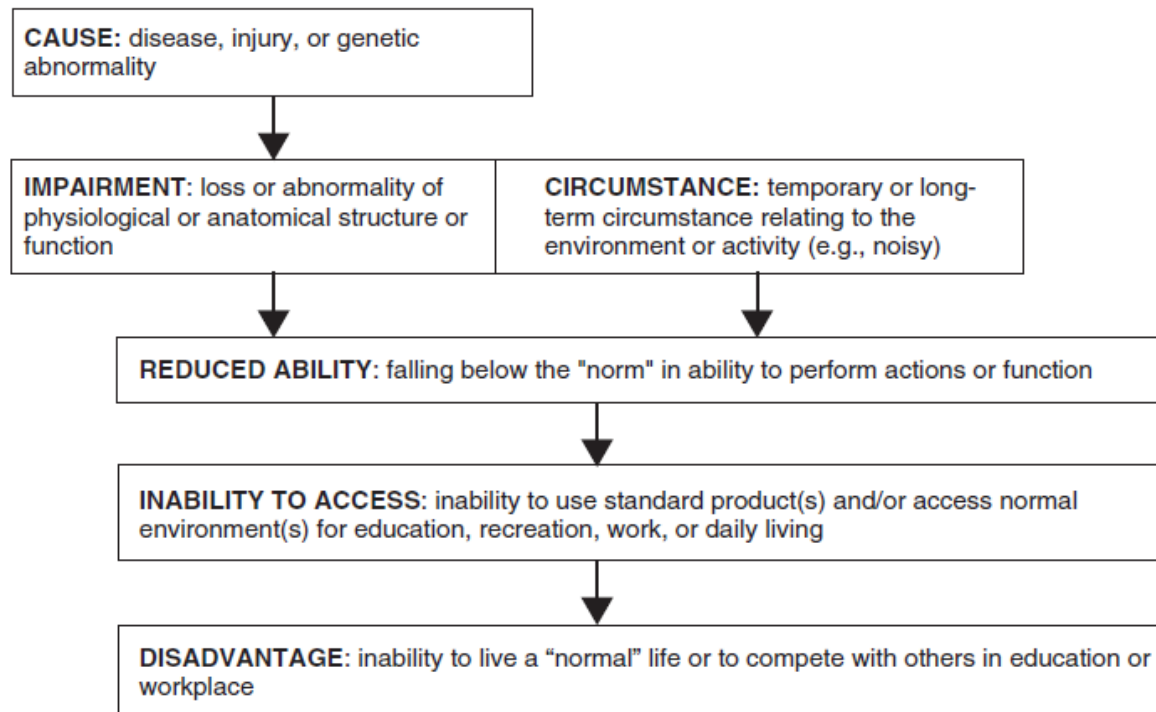 CAUSE: disease, injury, or genetic
abnormality
IMPAIRMENT: loss or abnormality of
physiological or anatomical structure or
function
CIRCUMSTANCE: temporary or long-
term circumstance relating to the
environment or activity (e.g., noisy)
REDUCED ABILITY: falling below the "norm" in ability to perform actions or function
INABILITY TO ACCESS: inability to use standard product(s) and/or access normal
environment(s) for education, recreation, work, or daily living
DISADVANTAGE: inability to live a “normal” life or to compete with others in education or
workplace